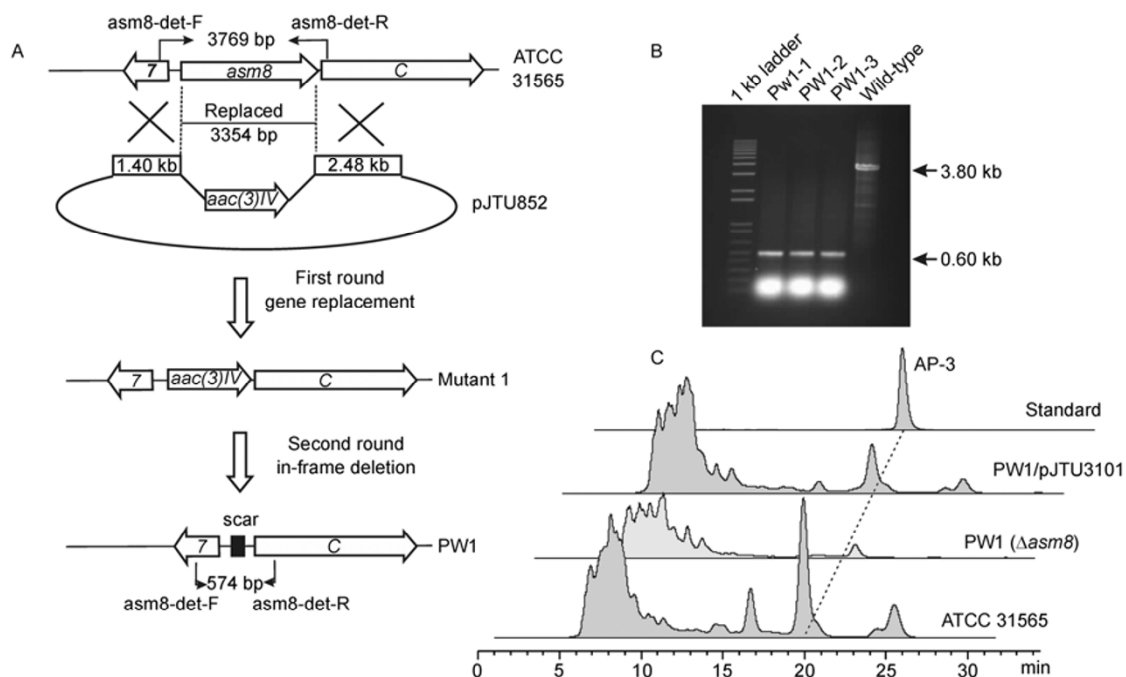 A
asm8-det-F
asm8-det-R
3769 bp
7
asm8
C
ATCC
31565
Replaced
3354 bp
1.40 kb
2.48 kb
aac(3)IV
pJTU852
First round
gene replacement
7
aac(3)IV
C
Mutant 1
Second round
in-frame deletion
scar
7
C
PW1
574 bp
asm8-det-F
asm8-det-R
B
1 kb ladder
Pw1-1
PW1-2
PW1-3
Wild-type
3.80 kb
0.60 kb
C
AP-3
Standard
PW1/pJTU3101
PW1 (Δasm8)
ATCC 31565
0 5 10 15 20 25 30 min